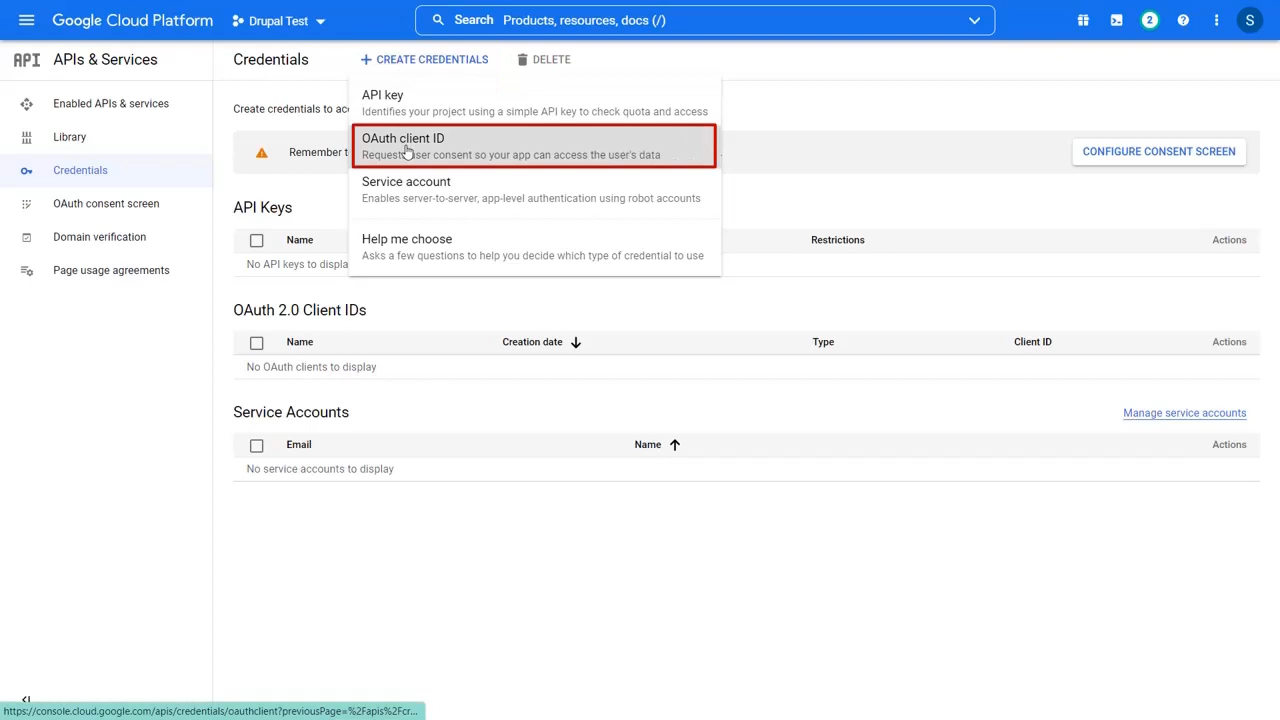 Google Cloud Platform
Drupal Test
Search Products, resources, docs (/)
2
S
API APIs & Services
Credentials
CREATE CREDENTIALS
DELETE
Enabled APIs & services
Library
Credentials
OAuth consent screen
Domain verification
Page usage agreements
API key
Identifies your project using a simple API key to check quota and access
OAuth client ID
Requests user consent so your app can access the user's data
Service account
Enables server-to-server, app-level authentication using robot accounts
Help me choose
Asks a few questions to help you decide which type of credential to use
Create credentials to
Remember
CONFIGURE CONSENT SCREEN
API Keys
Name
Restrictions
Actions
No API keys to displa
OAuth 2.0 Client IDs
Name
Creation date
Type
Client ID
Actions
No OAuth clients to display
Service Accounts
Manage service accounts
Email
Name
Actions
No service accounts to display
https://console.cloud.google.com/apis/credentials/oauthclient?previousPage=%2Fapis%2Fcr...